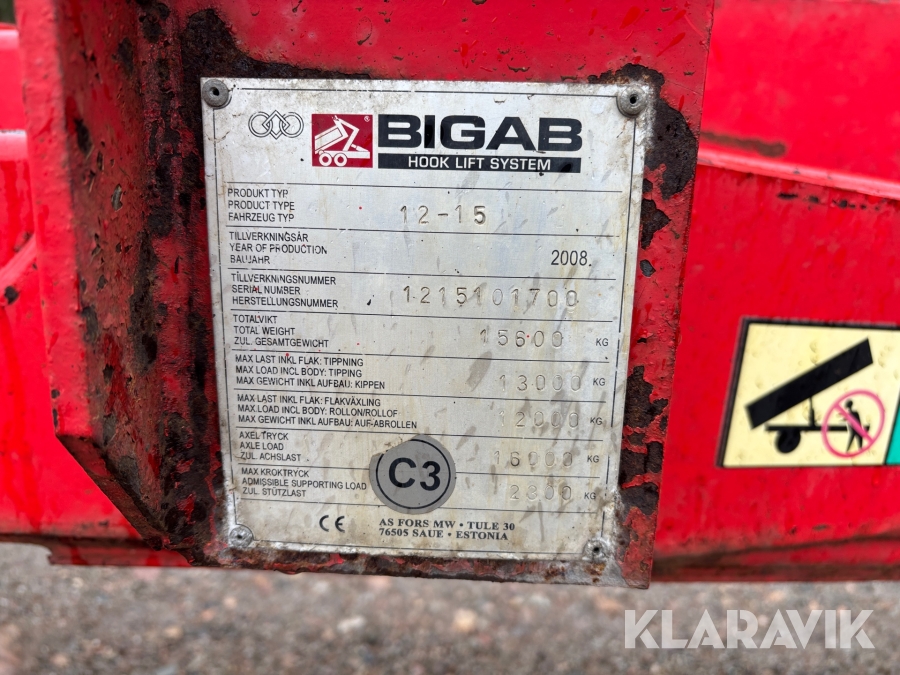 BIGAB ®
HOOK LIFT SYSTEM
PRODUKT TYP
PRODUCT TYPE
FAHRZEUG TYP 12-15
TILLVERKNINGSÅR
YEAR OF PRODUCTION
BAUJAHR 2008.
TILLVERKNINGSNUMMER
SERIAL NUMBER
HERSTELLUNGSNUMMER 1215101700
TOTALVIKT
TOTAL WEIGHT
ZUL. GESAMTGEWICHT 15600 KG
MAX LAST INKL FLAK: TIPPNING
MAX LOAD INCL BODY: TIPPING
MAX GEWICHT INKL AUFBAU: KIPPEN 13000 KG
MAX LAST INKL FLAK: FLAKVÄXLING
MAX. LOAD INCL BODY: ROLLON/ROLLOF
MAX GEWICHT INKL AUFBAU: AUF-ABROLLEN 12000 KG
AXELTRYCK
AXLE LOAD
ZUL. ACHSLAST 16000 KG
MAX KROKTRYCK
ADMISSIBLE SUPPORTING LOAD
ZUL. STÜTZLAST 2800 KG
C3
CE AS FORS MW • TULE 30
76505 SAUE • ESTONIA
KLARAVIK